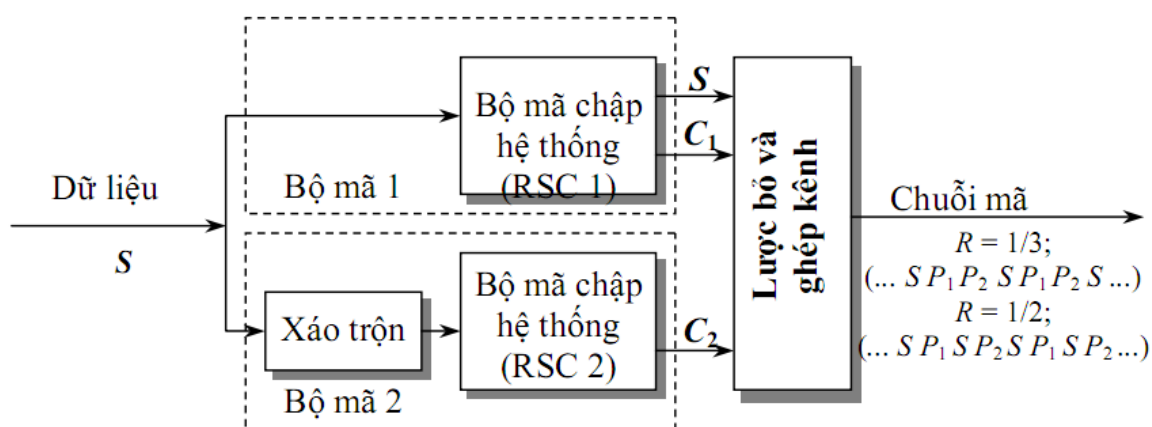 Dữ liệu
S
Bộ mã 1
Bộ mã chập
hệ thống
(RSC 1)
S
C₁
Xáo trộn
Bộ mã 2
Bộ mã chập
hệ thống
(RSC 2)
C₂
Lược bỏ và
ghép kênh
Chuỗi mã
R = 1/3;
(... S P₁ P₂ S P₁ P₂ S ...)
R = 1/2;
(... S P₁ S P₂ S P₁ S P₂ ...)